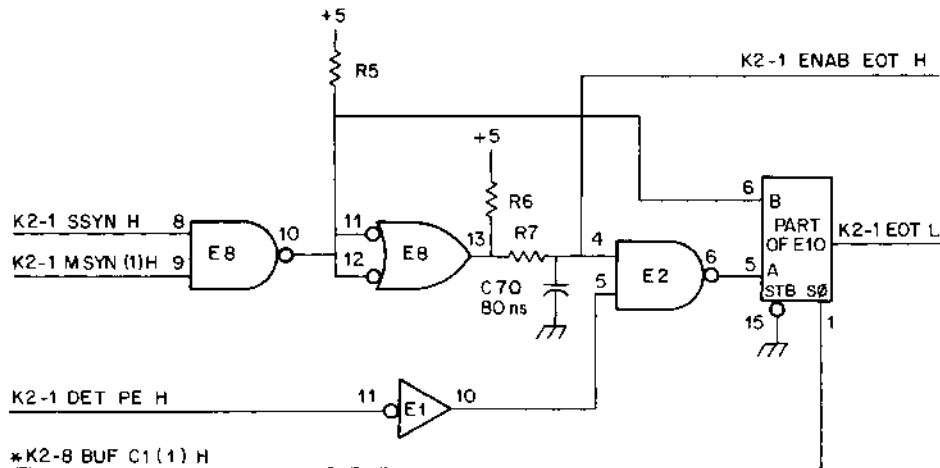 +5
R5
K2-1 ENAB EOT H
+5
R6
6
B
K2-1 SSYN H
8
10
11
R7
PART
OF E10
K2-1 EOT L
E8
E8
13
4
6
K2-1 MSYN (1) H
9
12
E2
5
A
C70
80 ns
5
STB SØ
15
1
K2-1 DET PE H
11
E1
10
*K2-8 BUF C1 (1) H